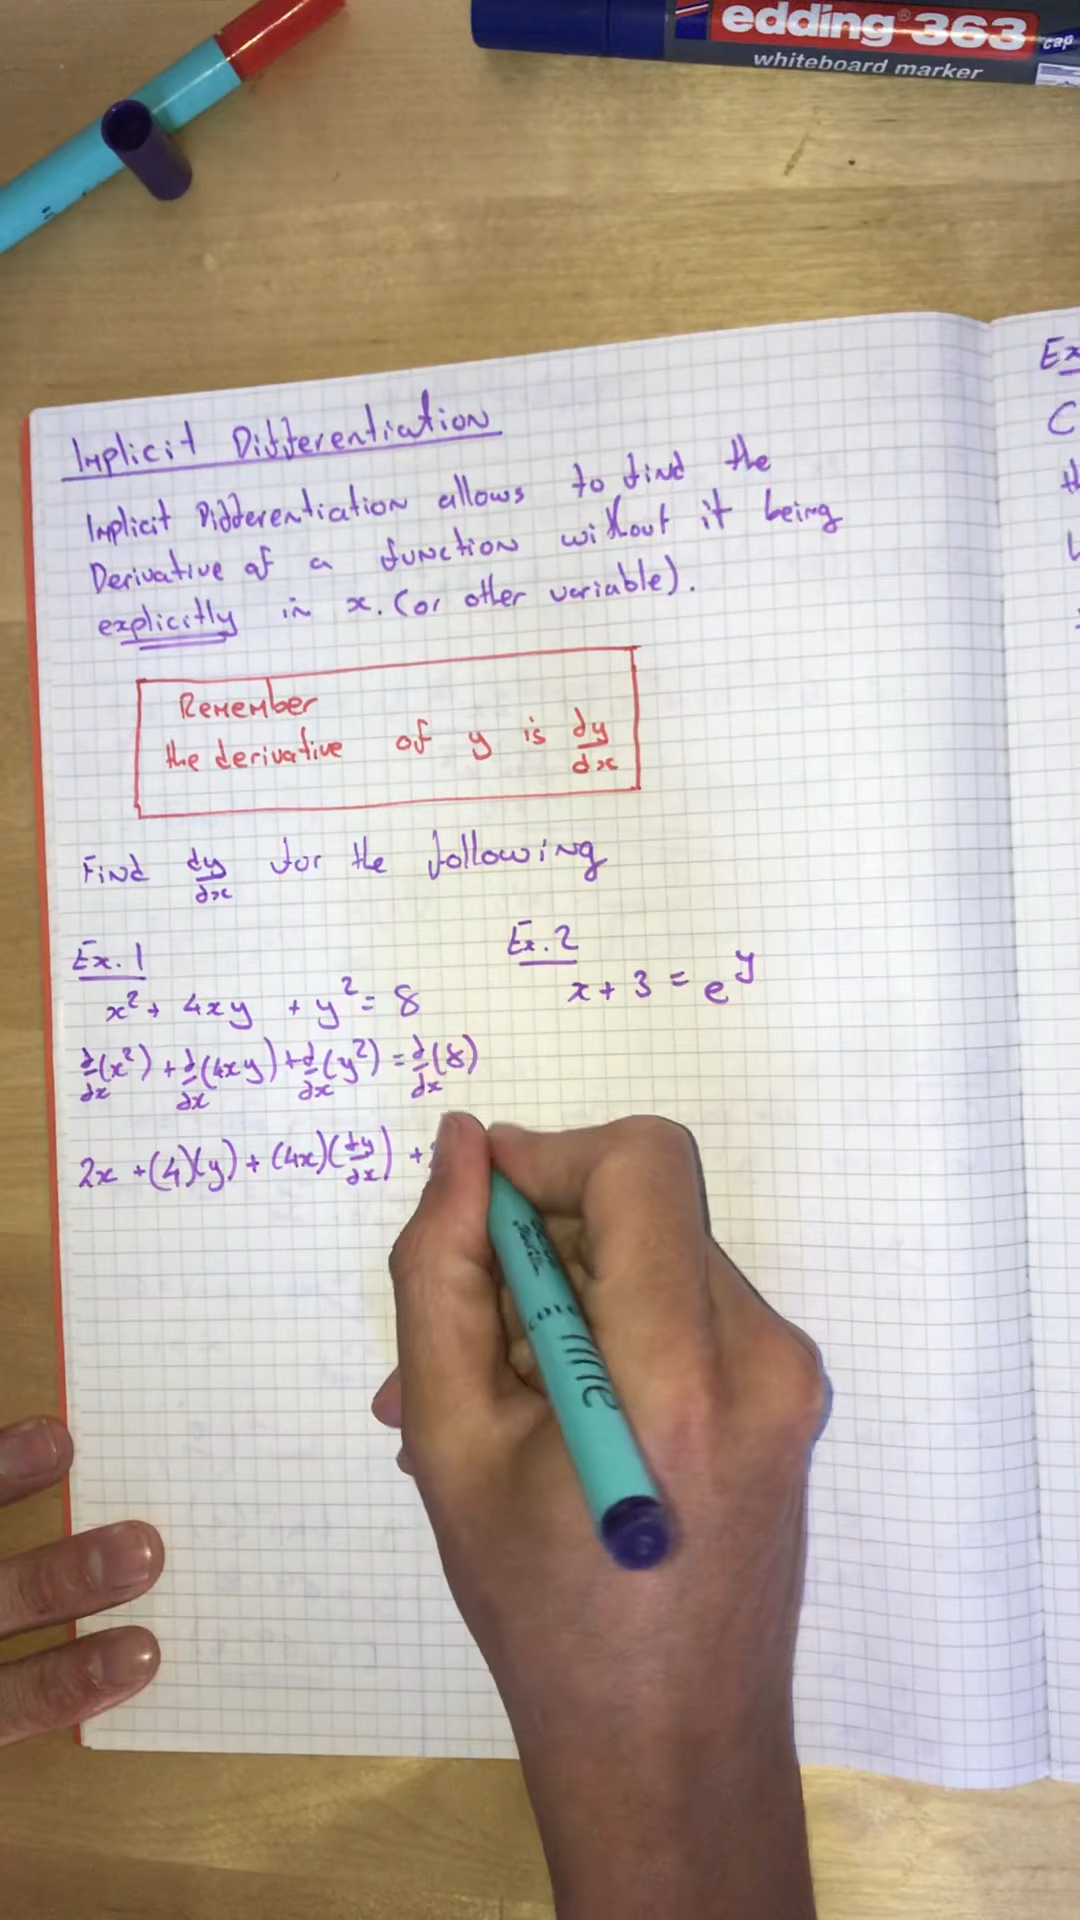 edding 363
cap
whiteboard marker
Implicit Differentiation
Implicit Differentiation allows to find the
Derivative of a function without it being
explicitly in x. (or other variable).
Remember
the derivative of y is dy/dx
Find dy/dx for the following
Ex.1
x² + 4xy + y² = 8
d/dx(x²) + d/dx(4xy) + d/dx(y²) = d/dx(8)
2x + (4)(y) + (4x)(dy/dx) +
Ex.2
x + 3 = e^y
Ex